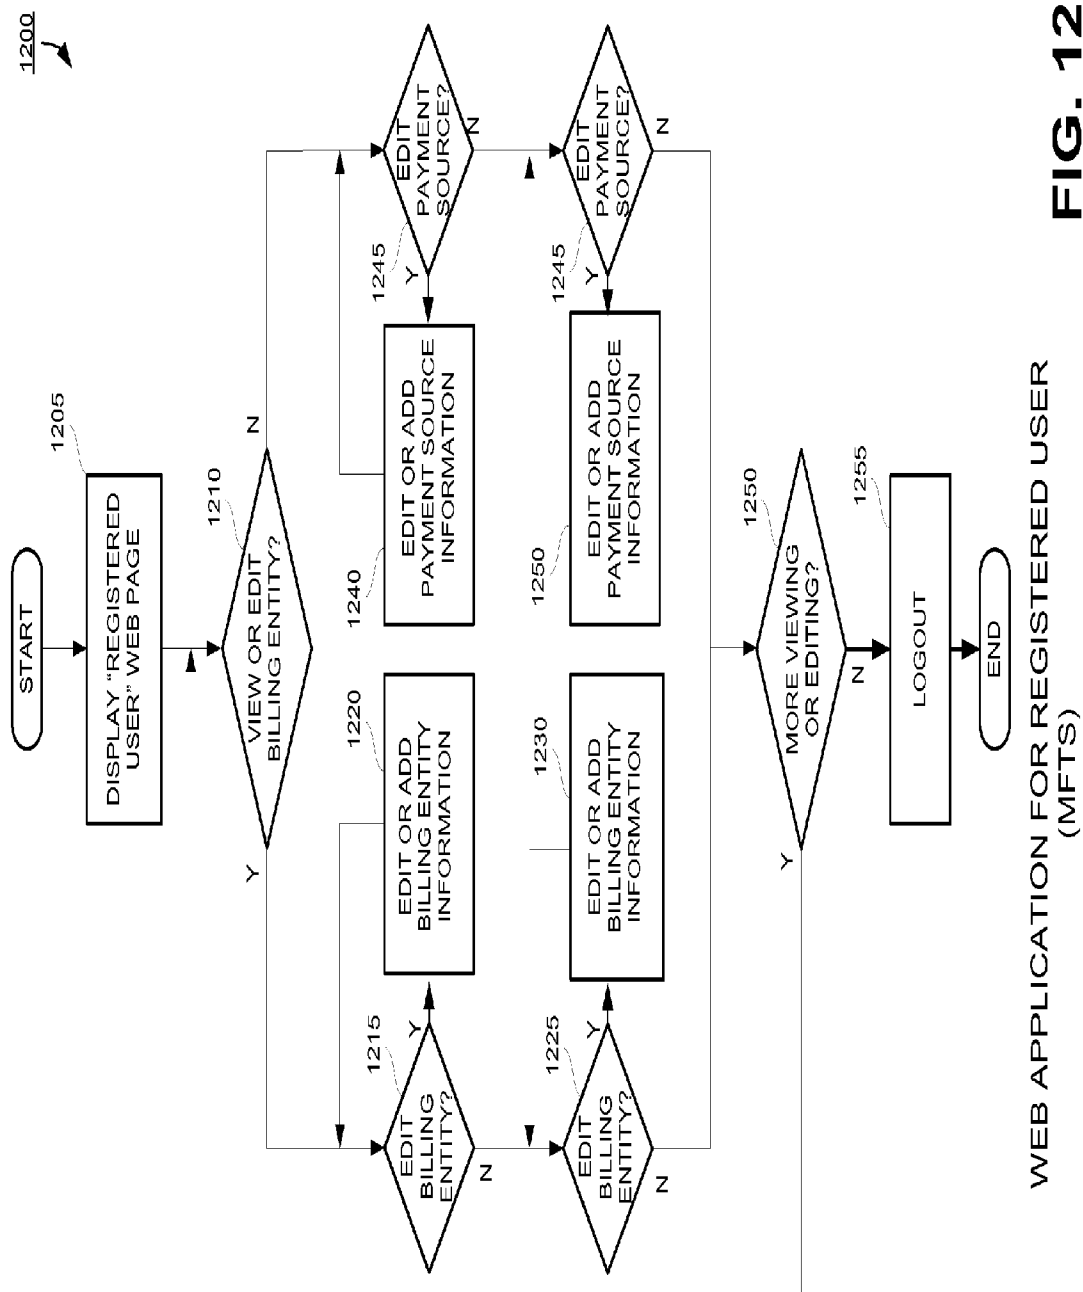 1200
START
1205
DISPLAY “REGISTERED
USER” WEB PAGE
1210
VIEW OR EDIT
BILLING ENTITY?
Y
N
1215
EDIT
BILLING
ENTITY?
Y
N
1220
EDIT OR ADD
BILLING ENTITY
INFORMATION
1240
EDIT OR ADD
PAYMENT SOURCE
INFORMATION
1245
EDIT
PAYMENT
SOURCE?
Y
N
1225
EDIT
BILLING
ENTITY?
Y
N
1230
EDIT OR ADD
BILLING ENTITY
INFORMATION
1250
EDIT OR ADD
PAYMENT SOURCE
INFORMATION
1245
EDIT
PAYMENT
SOURCE?
Y
N
1250
MORE VIEWING
OR EDITING?
Y
N
1255
LOGOUT
END
WEB APPLICATION FOR REGISTERED USER
(MFTS)
FIG. 12